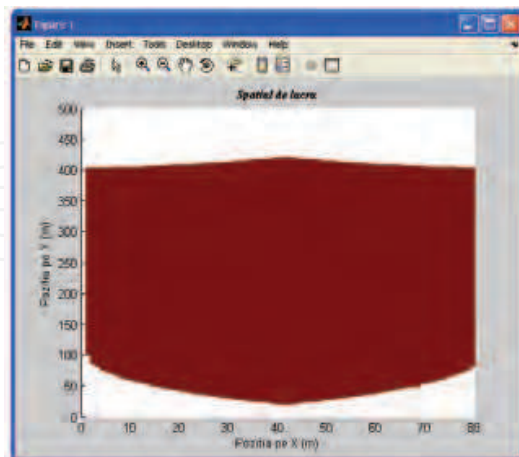 Figure 1
File Edit View Insert Tools Desktop Window Help
Spatiul de lucru
500
450
400
350
300
250
200
150
100
50
0
Pozitia pe Y (m)
0 10 20 30 40 50 60 70 80
Pozitia pe X (m)